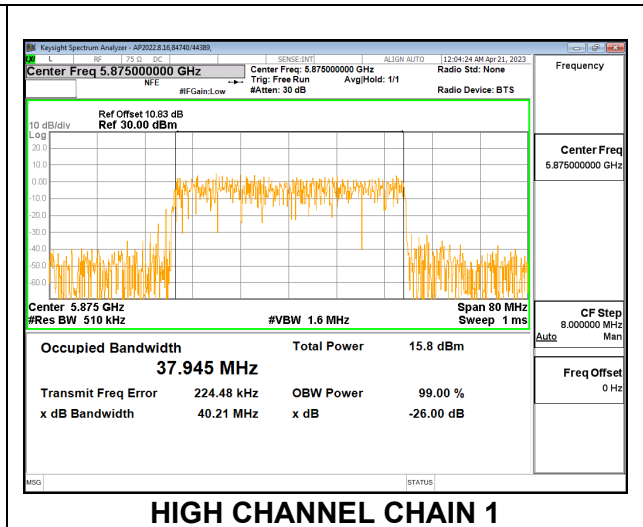 Keysight Spectrum Analyzer - AP2022.8.16,84740/44389,
L RF 75 Ω DC SENSE:INT ALIGN AUTO 12:04:24 AM Apr 21, 2023
Center Freq 5.875000000 GHz Center Freq: 5.875000000 GHz Radio Std: None Frequency
NFE Trig: Free Run Avg|Hold: 1/1
#IFGain:Low #Atten: 30 dB Radio Device: BTS
Ref Offset 10.83 dB
10 dB/div Ref 30.00 dBm
Log
20.0
10.0
0.00
-10.0
-20.0
-30.0
-40.0
-50.0
-60.0
Center Freq
5.875000000 GHz
Center 5.875 GHz Span 80 MHz
#Res BW 510 kHz #VBW 1.6 MHz Sweep 1 ms
CF Step
8.000000 MHz
Auto Man
Freq Offset
0 Hz
Occupied Bandwidth Total Power 15.8 dBm
37.945 MHz
Transmit Freq Error 224.48 kHz OBW Power 99.00 %
x dB Bandwidth 40.21 MHz x dB -26.00 dB
MSG STATUS
HIGH CHANNEL CHAIN 1